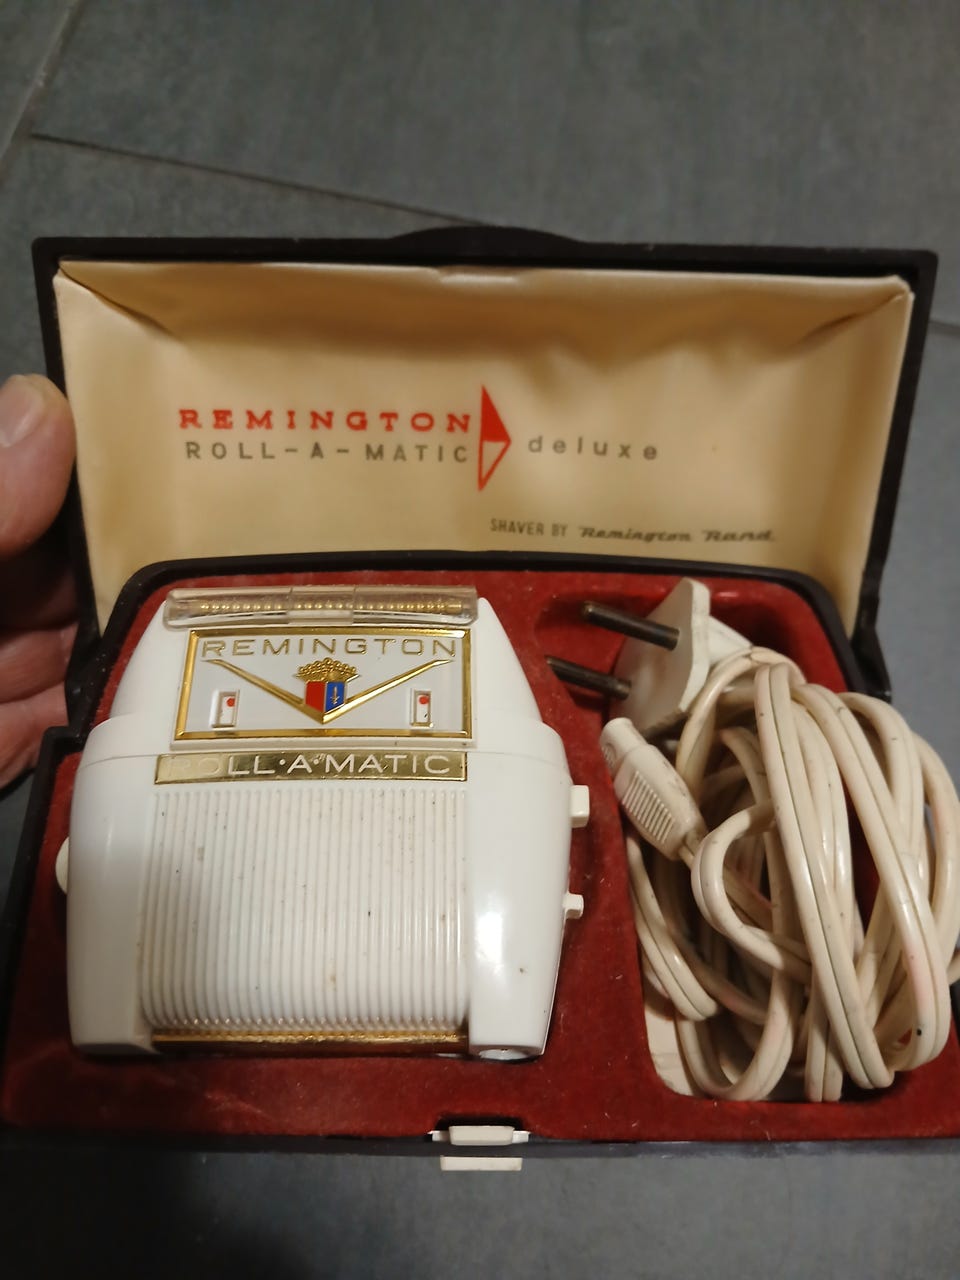 REMINGTON
ROLL-A-MATIC deluxe
SHAVER BY Remington Rand
REMINGTON
ROLL·A·MATIC